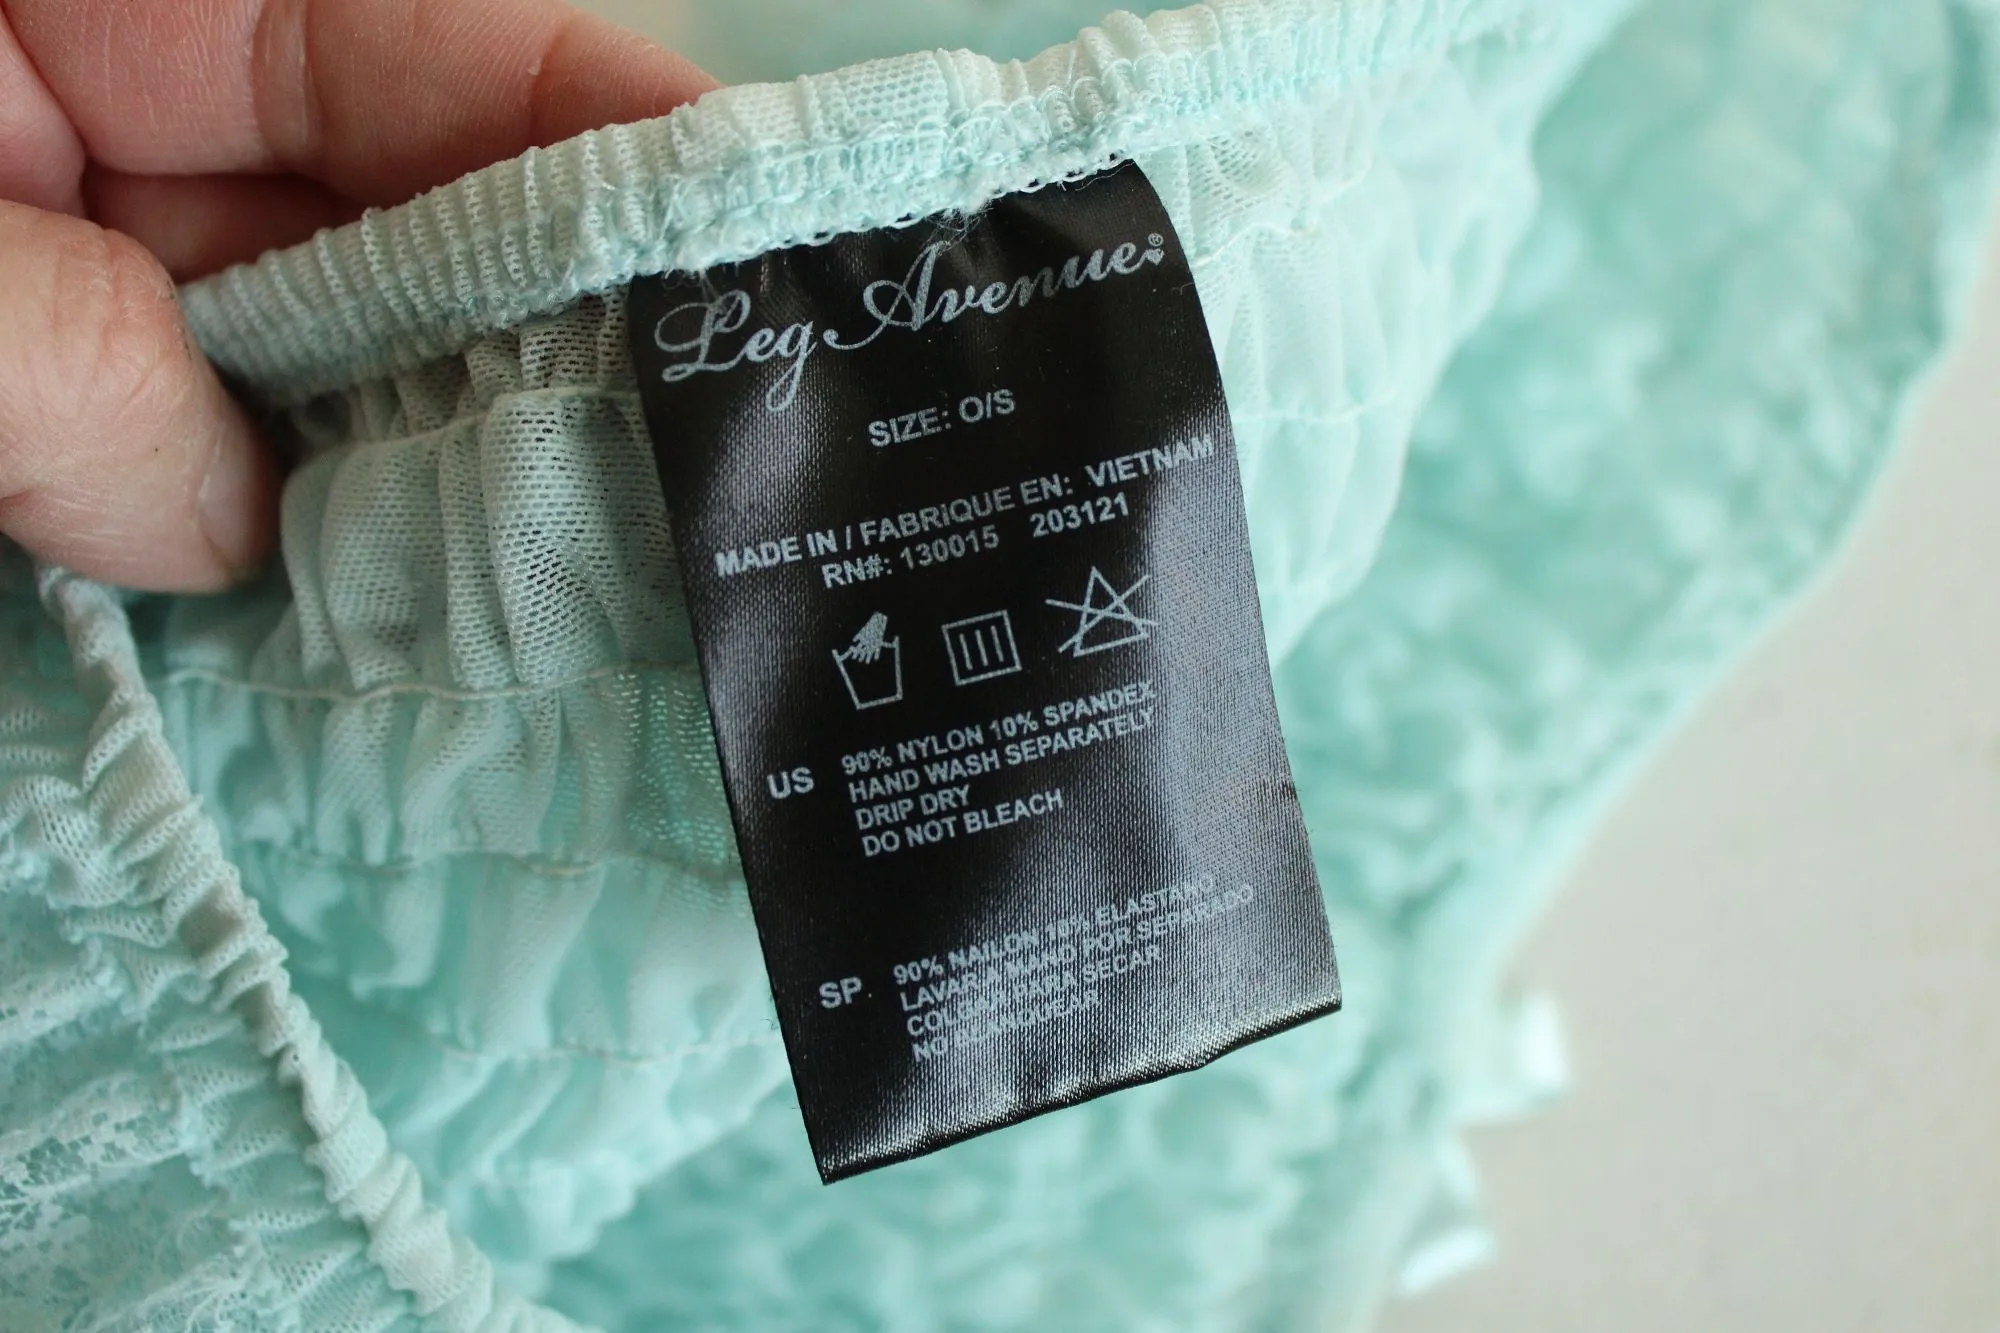 Leg Avenue®
SIZE: O/S
MADE IN / FABRIQUE EN: VIETNAM
RN#: 130015 203121
US
90% NYLON 10% SPANDEX
HAND WASH SEPARATELY
DRIP DRY
DO NOT BLEACH
SP
90% NAILON 10% ELASTANO
LAVAR A MANO POR SEPARADO
COLGAR PARA SECAR
NO BLANQUEAR